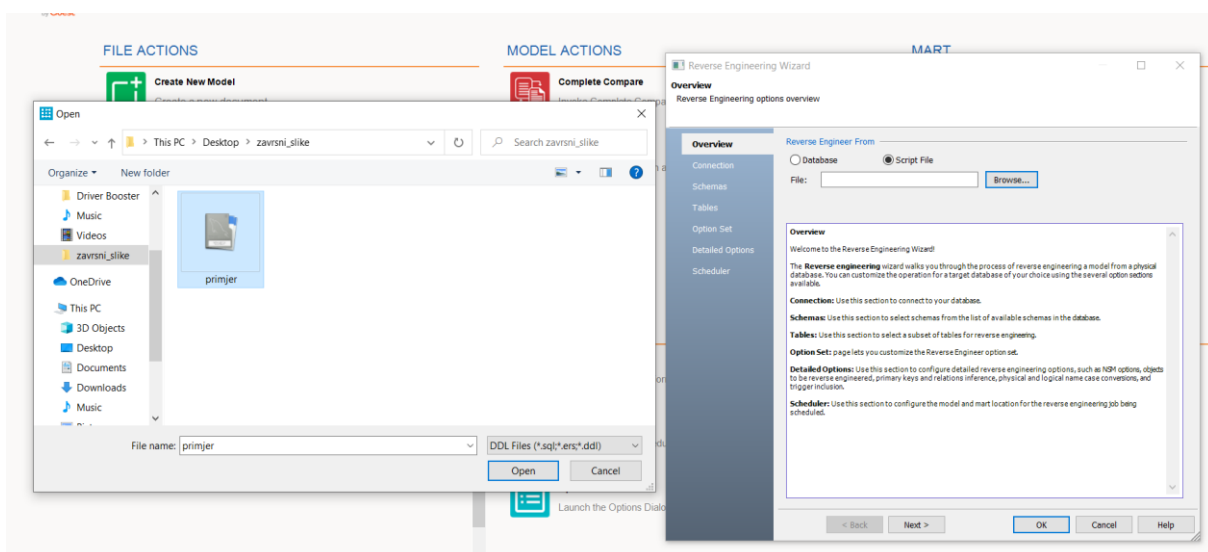 FILE ACTIONS
MODEL ACTIONS
MART
Create New Model
Create a new document
Complete Compare
Invoke Complete Compa
Launch the Options Dialo
Open
This PC > Desktop > zavrsni_slike
Search zavrsni_slike
Organize
New folder
Driver Booster
Music
Videos
zavrsni_slike
OneDrive
This PC
3D Objects
Desktop
Documents
Downloads
Music
primjer
File name: primjer
DDL Files (*.sql;*.ers;*.ddl)
Open
Cancel
Reverse Engineering Wizard
Overview
Reverse Engineering options overview
Overview
Connection
Schemas
Tables
Option Set
Detailed Options
Scheduler
Reverse Engineer From
Database
Script File
File:
Browse...
Overview
Welcome to the Reverse Engineering Wizard!
The Reverse engineering wizard walks you through the process of reverse engineering a model from a physical
database. You can customize the operation for a target database of your choice using the several option sections
available.
Connection: Use this section to connect to your database.
Schemas: Use this section to select schemas from the list of available schemas in the database.
Tables: Use this section to select a subset of tables for reverse engineering.
Option Set: page lets you customize the Reverse Engineer option set.
Detailed Options: Use this section to configure detailed reverse engineering options, such as NSM options, objects
to be reverse engineered, primary keys and relations inference, physical and logical name case conversions, and
trigger inclusion.
Scheduler: Use this section to configure the model and mart location for the reverse engineering job being
scheduled.
< Back
Next >
OK
Cancel
Help